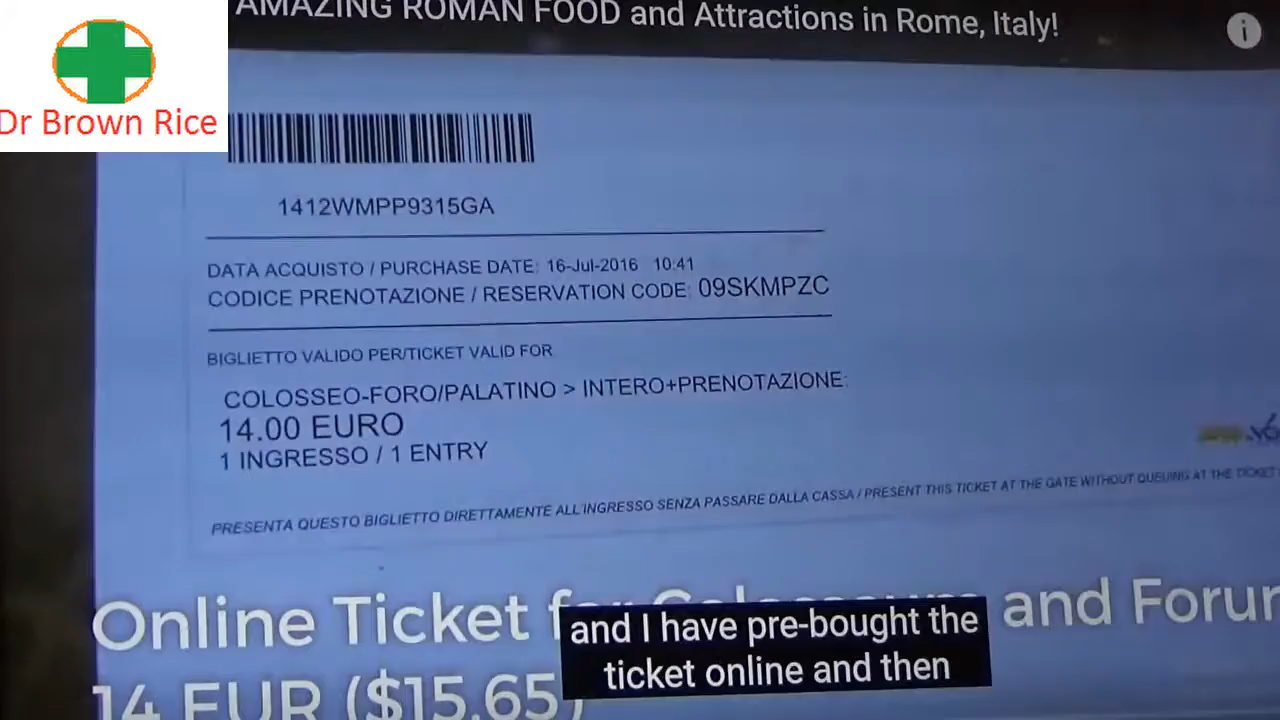 AMAZING ROMAN FOOD and Attractions in Rome, Italy!
Dr Brown Rice
1412WMPP9315GA
DATA ACQUISTO / PURCHASE DATE: 16-Jul-2016 10:41
CODICE PRENOTAZIONE / RESERVATION CODE: 09SKMPZC
BIGLIETTO VALIDO PER/TICKET VALID FOR
COLOSSEO-FORO/PALATINO > INTERO+PRENOTAZIONE:
14.00 EURO
1 INGRESSO / 1 ENTRY
PRESENTA QUESTO BIGLIETTO DIRETTAMENTE ALL'INGRESSO SENZA PASSARE DALLA CASSA / PRESENT THIS TICKET AT THE GATE WITHOUT QUEUING AT THE TICKET
Online Ticket and Forum
14 EUR ($15.65)
and I have pre-bought the
ticket online and then